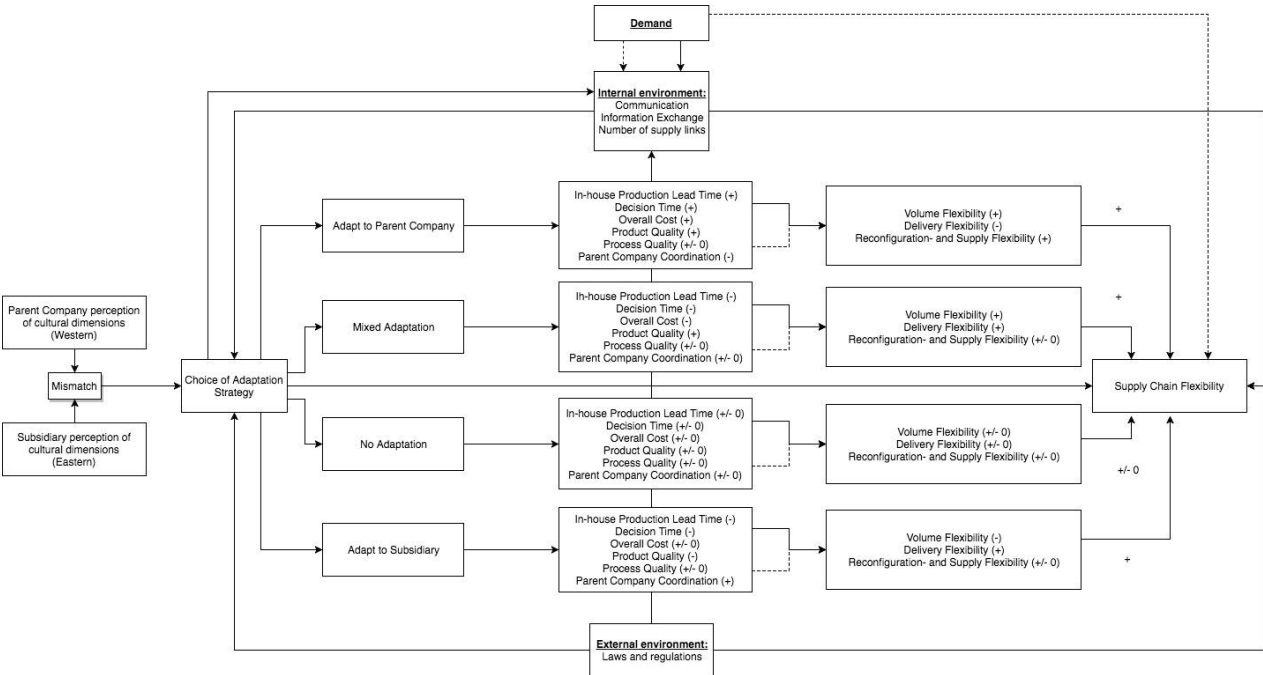 Demand
Internal environment:
Communication
Information Exchange
Number of supply links
In-house Production Lead Time (+)
Decision Time (+)
Overall Cost (+)
Product Quality (+)
Process Quality (+/- 0)
Parent Company Coordination (-)
Adapt to Parent Company
Volume Flexibility (+)
Delivery Flexibility (-)
Reconfiguration- and Supply Flexibility (+)
+
In-house Production Lead Time (-)
Decision Time (-)
Overall Cost (-)
Product Quality (+)
Process Quality (+/- 0)
Parent Company Coordination (+/- 0)
Mixed Adaptation
Volume Flexibility (+)
Delivery Flexibility (+)
Reconfiguration- and Supply Flexibility (+/- 0)
+
Parent Company perception
of cultural dimensions
(Western)
Mismatch
Subsidiary perception of
cultural dimensions
(Eastern)
Choice of Adaptation
Strategy
Supply Chain Flexibility
In-house Production Lead Time (+/- 0)
Decision Time (+/- 0)
Overall Cost (+/- 0)
Product Quality (+/- 0)
Process Quality (+/- 0)
Parent Company Coordination (+/- 0)
No Adaptation
Volume Flexibility (+/- 0)
Delivery Flexibility (+/- 0)
Reconfiguration- and Supply Flexibility (+/- 0)
+/- 0
In-house Production Lead Time (-)
Decision Time (-)
Overall Cost (+/- 0)
Product Quality (-)
Process Quality (+/- 0)
Parent Company Coordination (+)
Adapt to Subsidiary
Volume Flexibility (-)
Delivery Flexibility (+)
Reconfiguration- and Supply Flexibility (+/- 0)
+
External environment:
Laws and regulations